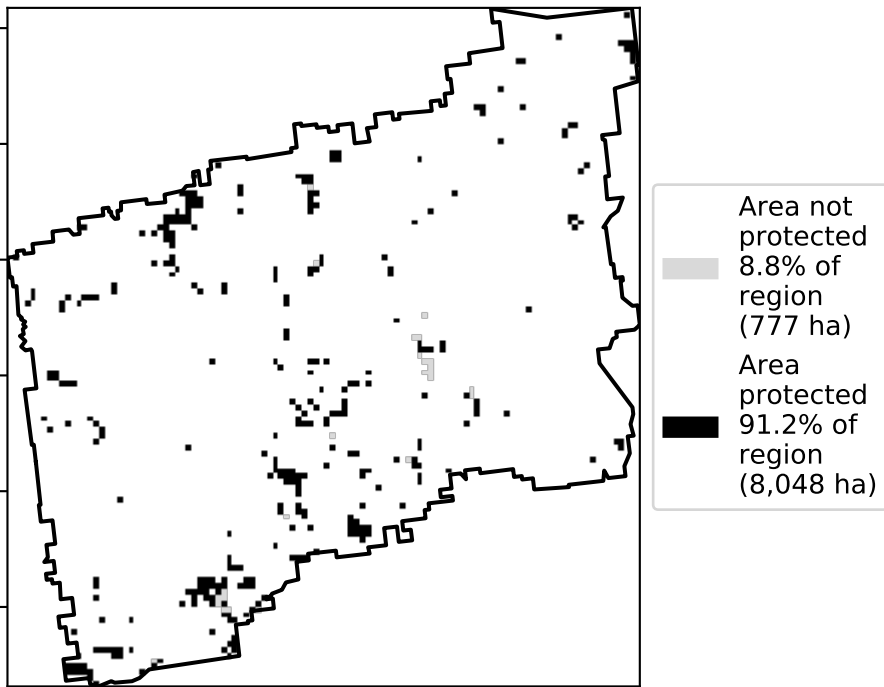 Area not
protected
8.8% of
region
(777 ha)
Area
protected
91.2% of
region
(8,048 ha)